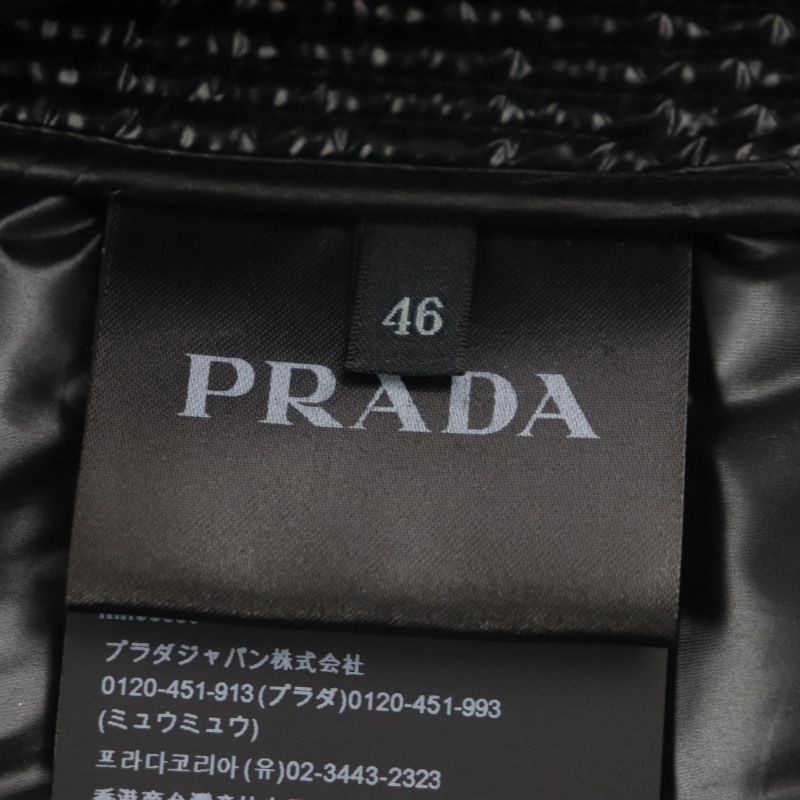 46
PRADA
プラダジャパン株式会社
0120-451-913(プラダ)0120-451-993
(ミュウミュウ)
프라다코리아(유)02-3443-2323